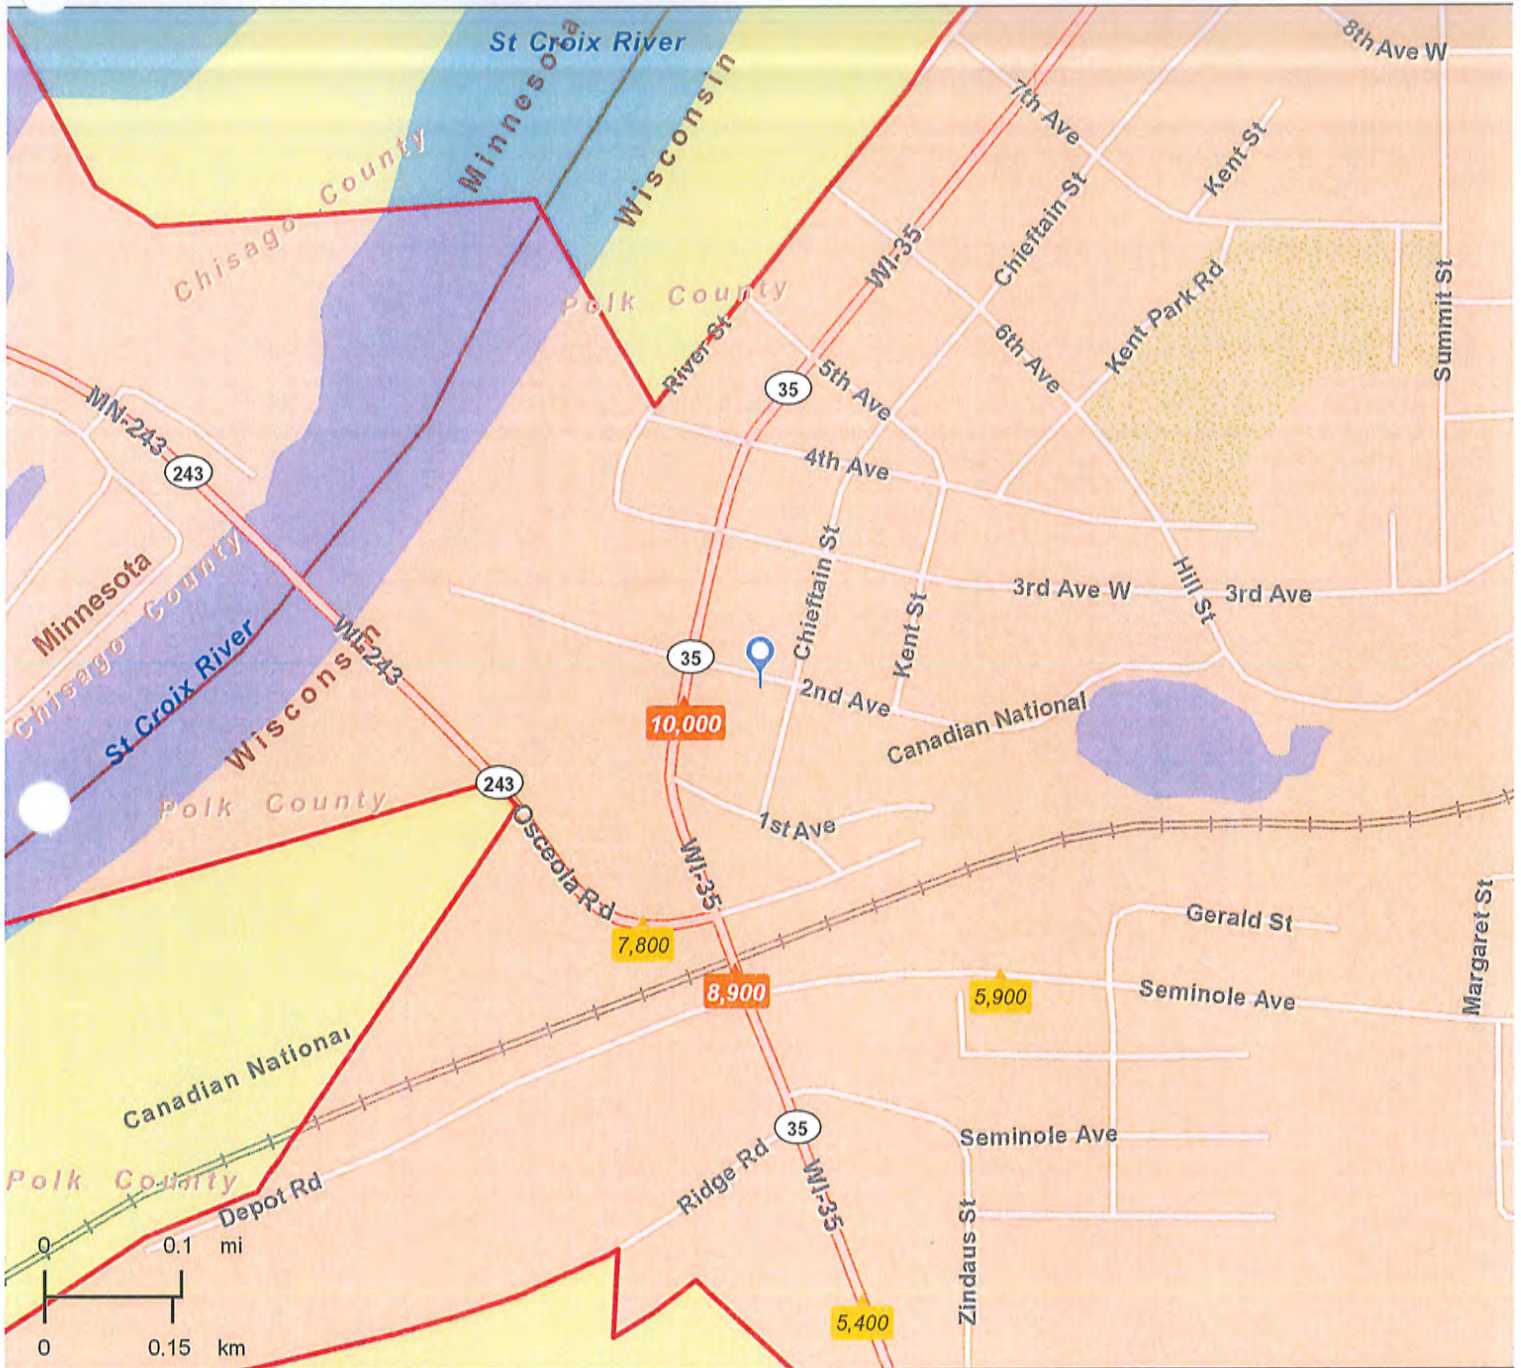 St Croix River
8th Ave W
Minnesota
Wisconsin
7th Ave
Kent St
Chisago County
Chieftain St
WI-35
Polk County
Kent Park Rd
Summit St
River St
6th Ave
35
5th Ave
MN-243
243
4th Ave
Minnesota
Chisago County
Chieftain St
Hill St
3rd Ave W
3rd Ave
Kent St
St Croix River
WI-243
Wisconsin
35
2nd Ave
10,000
Canadian National
243
Polk County
Osceola Rd
1st Ave
WI-35
7,800
Gerald St
Margaret St
8,900
5,900
Seminole Ave
Canadian National
35
Seminole Ave
Polk County
Depot Rd
Ridge Rd
WI-35
Zindaus St
0 0.1 mi
5,400
0 0.15 km